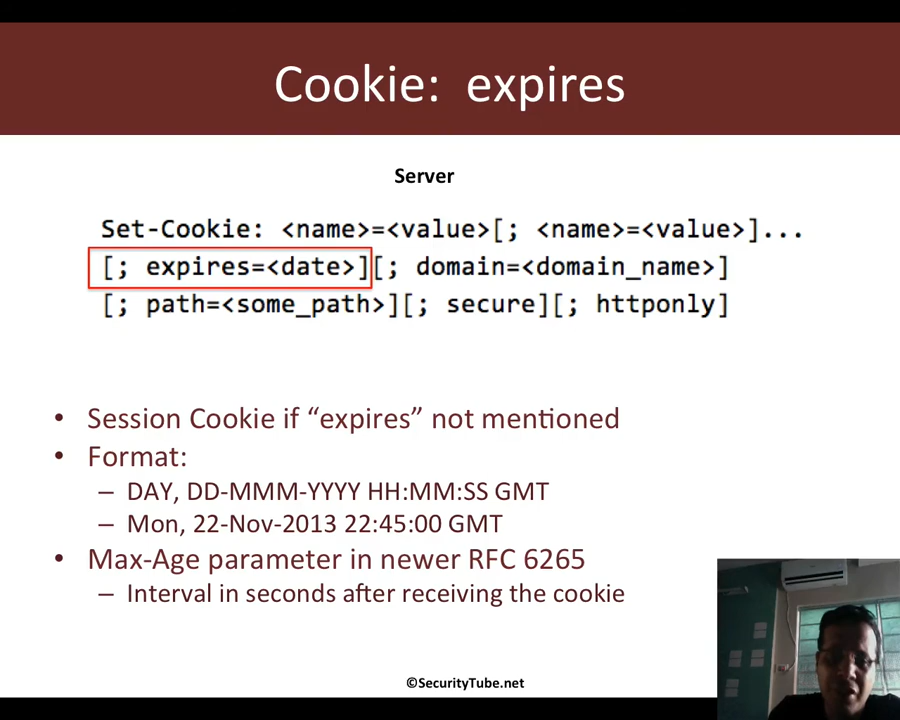 Cookie: expires
Server
Set-Cookie: <name>=<value>[; <name>=<value>]...
[; expires=<date>][; domain=<domain_name>]
[; path=<some_path>][; secure][; httponly]
• Session Cookie if “expires” not mentioned
• Format:
– DAY, DD-MMM-YYYY HH:MM:SS GMT
– Mon, 22-Nov-2013 22:45:00 GMT
• Max-Age parameter in newer RFC 6265
– Interval in seconds after receiving the cookie
©SecurityTube.net